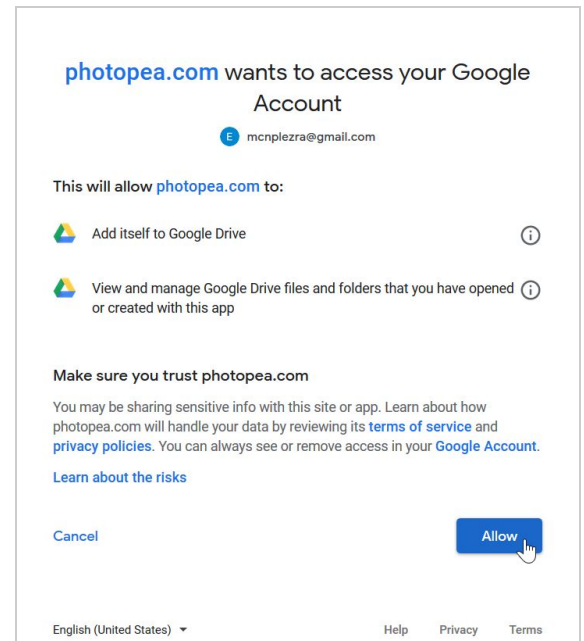 photopea.com wants to access your Google
Account
E mcnplezra@gmail.com
This will allow photopea.com to:
Add itself to Google Drive
View and manage Google Drive files and folders that you have opened
or created with this app
Make sure you trust photopea.com
You may be sharing sensitive info with this site or app. Learn about how
photopea.com will handle your data by reviewing its terms of service and
privacy policies. You can always see or remove access in your Google Account.
Learn about the risks
Cancel Allow
English (United States) Help Privacy Terms